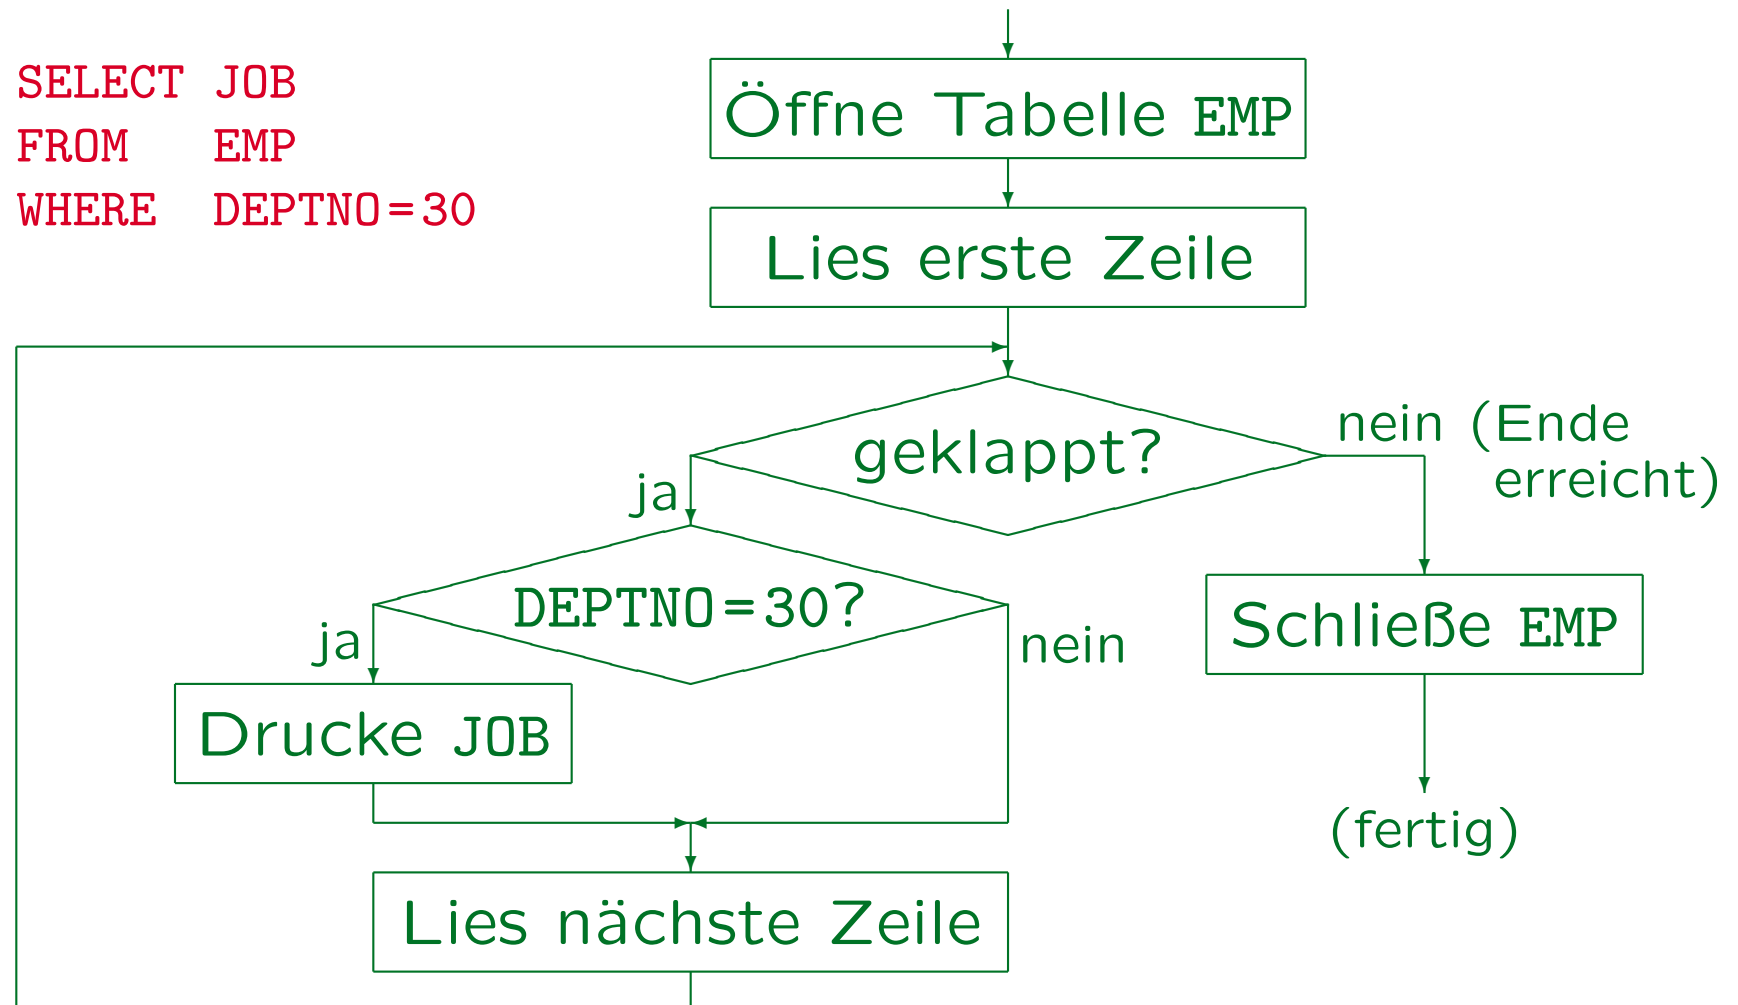 SELECT JOB
FROM EMP
WHERE DEPTNO=30
Öffne Tabelle EMP
Lies erste Zeile
geklappt?
nein (Ende
erreicht)
ja
DEPTNO=30?
ja
nein
Schließe EMP
Drucke JOB
(fertig)
Lies nächste Zeile